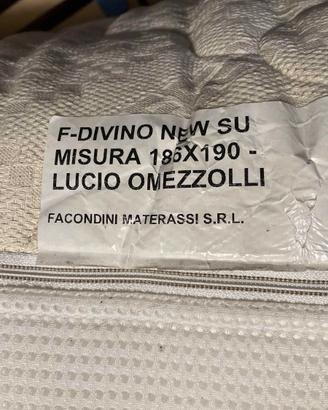 F-DIVINO NEW SU
MISURA 185X190 -
LUCIO OMEZZOLLI
FACONDINI MATERASSI S.R.L.